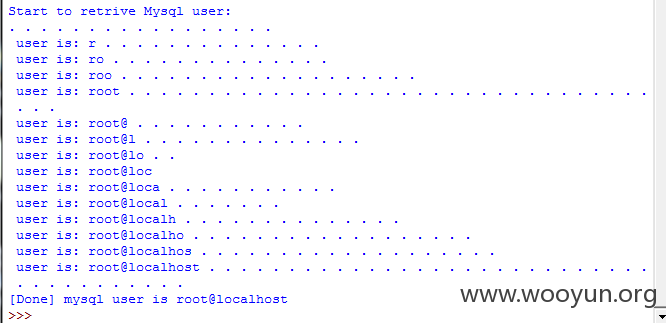 Start to retrive Mysql user:
. . . . . . . . . . . . . . . . .
user is: r . . . . . . . . . . . . . .
user is: ro . . . . . . . . . . . . . .
user is: roo . . . . . . . . . . . . . . . . . . .
user is: root . . . . . . . . . . . . . . . . . . . . . . . . . . . . . . . . .
. . .
user is: root@ . . . . . . . . . . .
user is: root@l . . . . . . . . . . . . . .
user is: root@lo . .
user is: root@loc
user is: root@loca . . . . . . . . . . .
user is: root@local . . . . . . .
user is: root@localh . . . . . . . . . . . . . .
user is: root@localho . . . . . . . . . . . . . . . . . .
user is: root@localhos . . . . . . . . . . . . . . . . . . .
user is: root@localhost . . . . . . . . . . . . . . . . . . . . . . . . . . . .
. . . . . . . . . . .
[Done] mysql user is root@localhost
>>>
www.wooyun.org